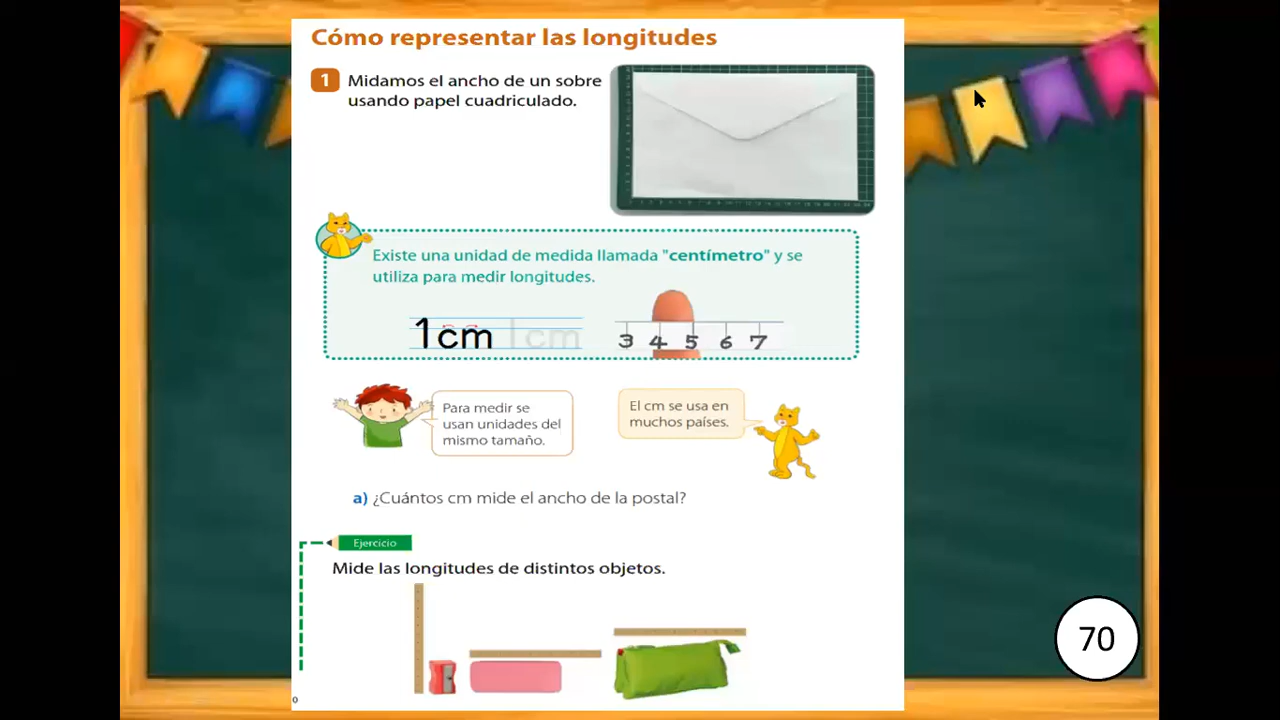 Cómo representar las longitudes
1 Midamos el ancho de un sobre
usando papel cuadriculado.
Existe una unidad de medida llamada "centímetro" y se
utiliza para medir longitudes.
1cm 1cm
3 4 5 6 7
Para medir se
usan unidades del
mismo tamaño.
El cm se usa en
muchos países.
a) ¿Cuántos cm mide el ancho de la postal?
Ejercicio
Mide las longitudes de distintos objetos.
70
0